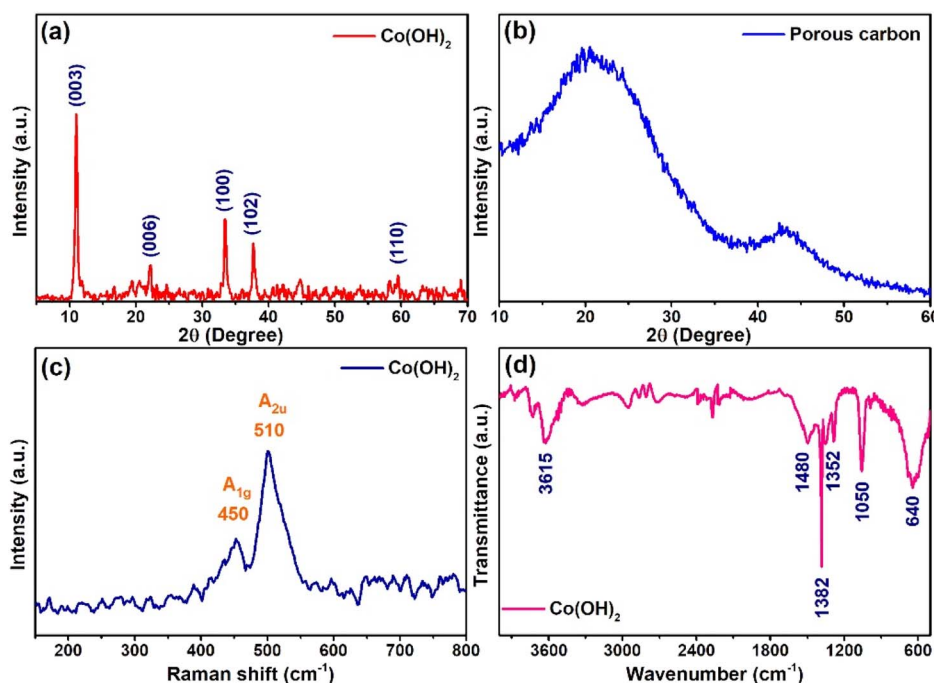 (a)
Co(OH)2
(003)
(006)
(100)
(102)
(110)
Intensity (a.u.)
10 20 30 40 50 60 70
2θ (Degree)
(b)
Porous carbon
Intensity (a.u.)
10 20 30 40 50 60
2θ (Degree)
(c)
Co(OH)2
A2u
510
A1g
450
Intensity (a.u.)
200 300 400 500 600 700 800
Raman shift (cm-1)
(d)
3615
1480
1382
1352
1050
640
Co(OH)2
Transmittance (a.u.)
3600 3000 2400 1800 1200 600
Wavenumber (cm-1)